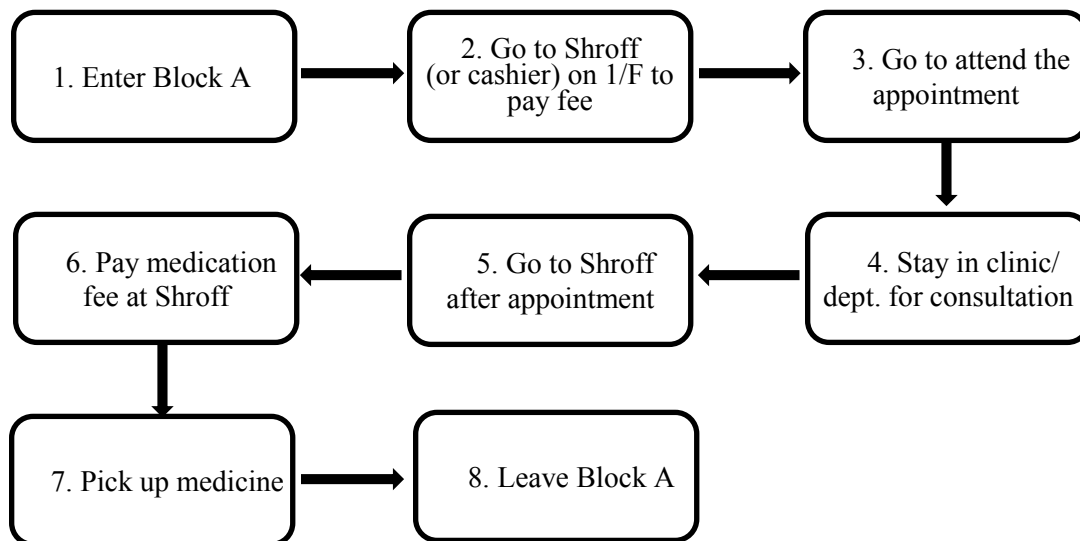 1. Enter Block A
2. Go to Shroff
(or cashier) on 1/F to
pay fee
3. Go to attend the
appointment
4. Stay in clinic/
dept. for consultation
5. Go to Shroff
after appointment
6. Pay medication
fee at Shroff
7. Pick up medicine
8. Leave Block A